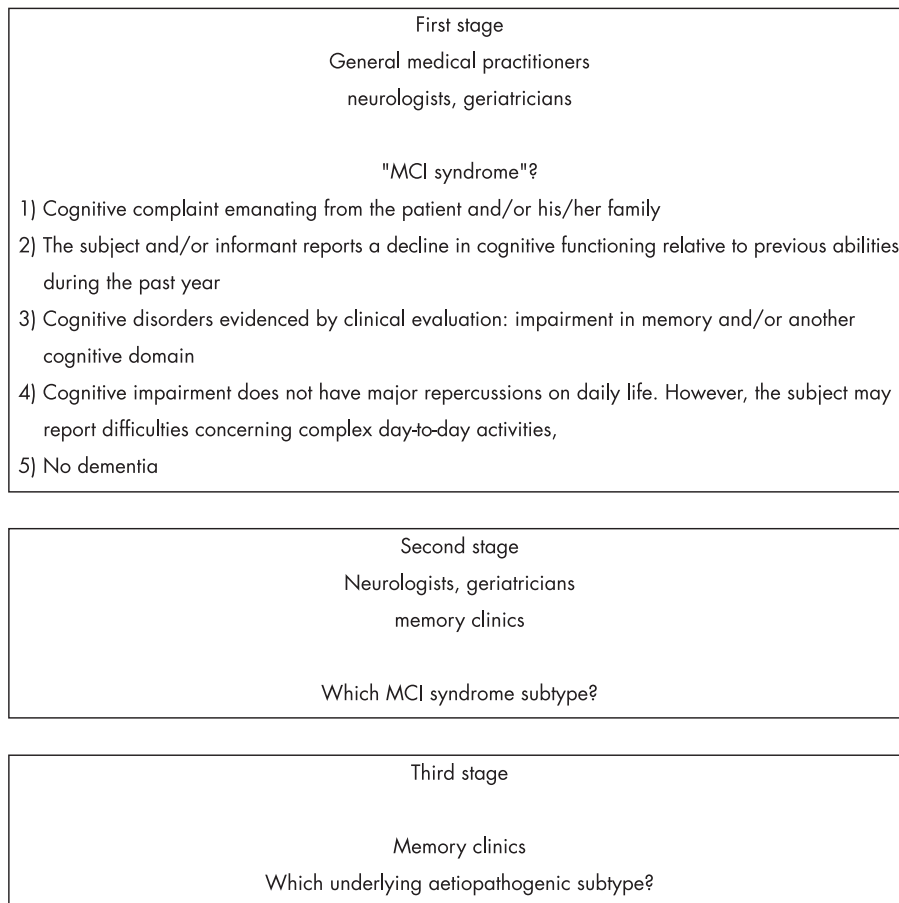 First stage
General medical practitioners
neurologists, geriatricians
"MCI syndrome"?
1) Cognitive complaint emanating from the patient and/or his/her family
2) The subject and/or informant reports a decline in cognitive functioning relative to previous abilities
during the past year
3) Cognitive disorders evidenced by clinical evaluation: impairment in memory and/or another
cognitive domain
4) Cognitive impairment does not have major repercussions on daily life. However, the subject may
report difficulties concerning complex day-to-day activities,
5) No dementia
Second stage
Neurologists, geriatricians
memory clinics
Which MCI syndrome subtype?
Third stage
Memory clinics
Which underlying aetiopathogenic subtype?